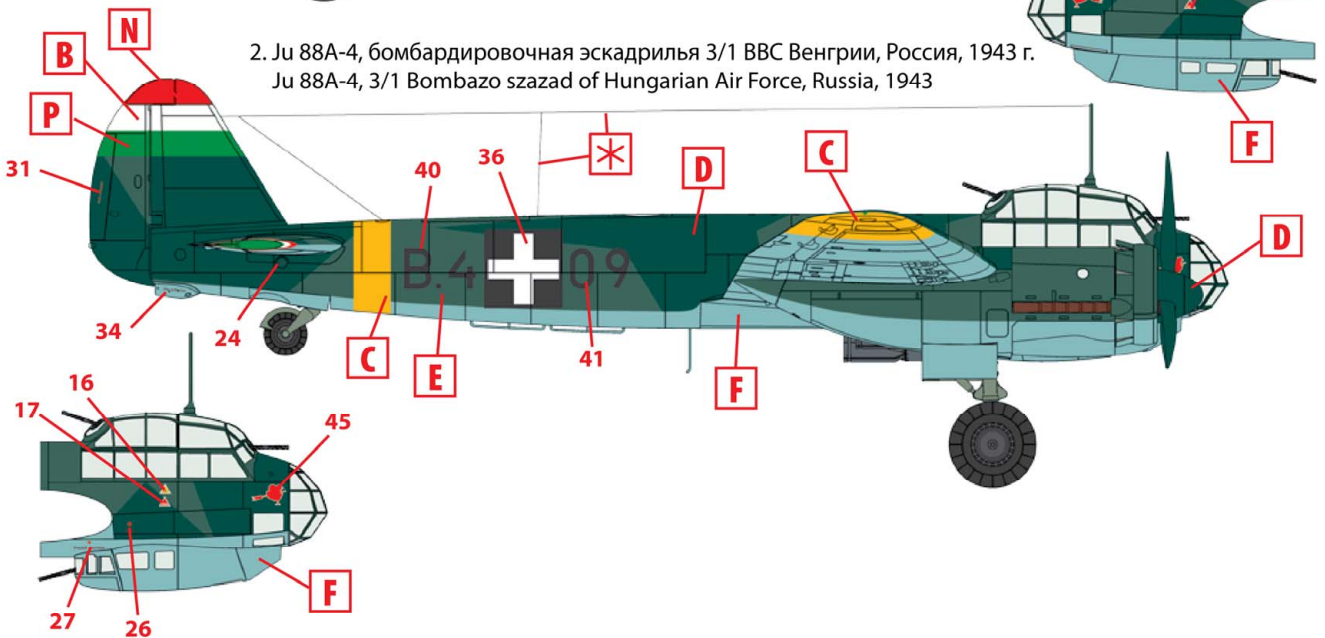 N
B
2. Ju 88A-4, бомбардировочная эскадрилья 3/1 ВВС Венгрии, Россия, 1943 г.
Ju 88A-4, 3/1 Bombazo szazad of Hungarian Air Force, Russia, 1943
F
P
31
40
36
D
C
B.4 09
D
34
24
C
E
41
F
16
17
45
F
27
26